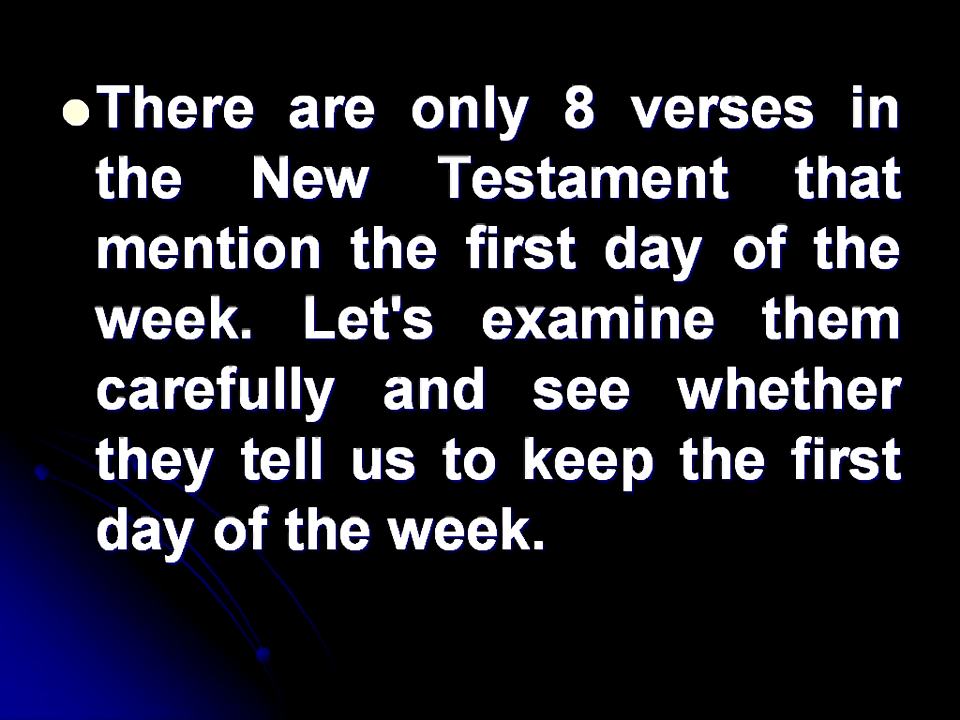 There are only 8 verses in
the New Testament that
mention the first day of the
week. Let's examine them
carefully and see whether
they tell us to keep the first
day of the week.